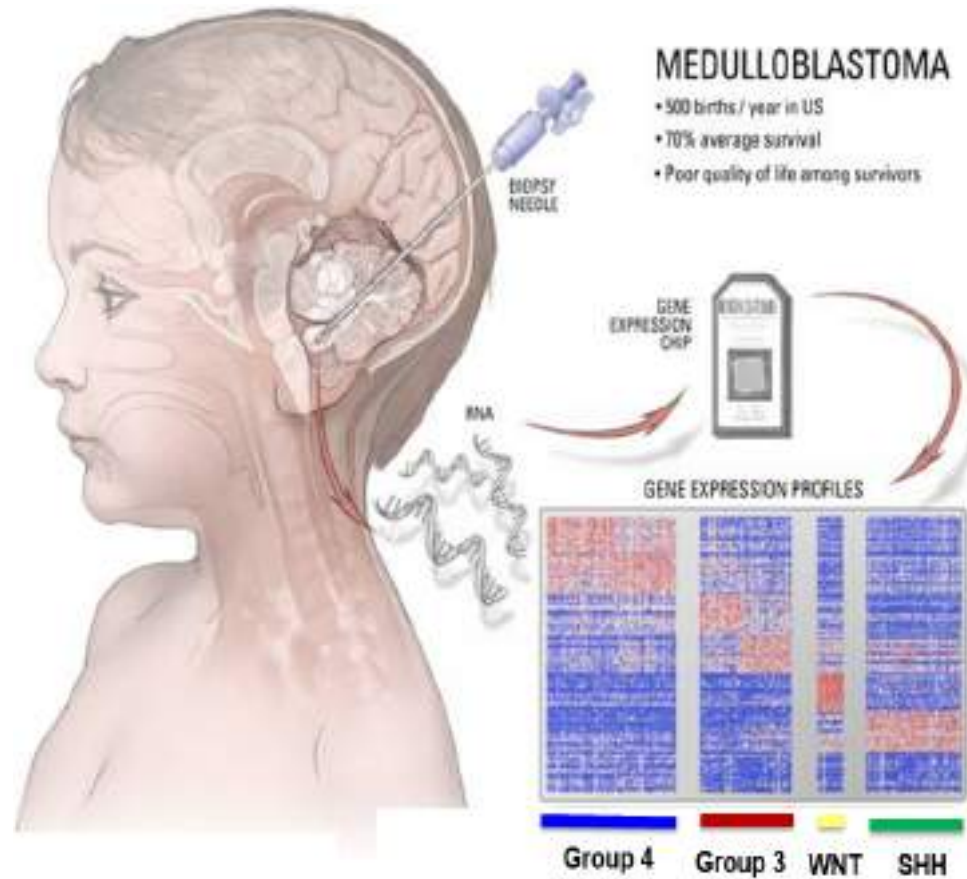 MEDULLOBLASTOMA
• 500 births / year in US
• 70% average survival
• Poor quality of life among survivors
BIOPSY
NEEDLE
GENE
EXPRESSION
CHIP
RNA
GENE EXPRESSION PROFILES
Group 4
Group 3
WNT
SHH